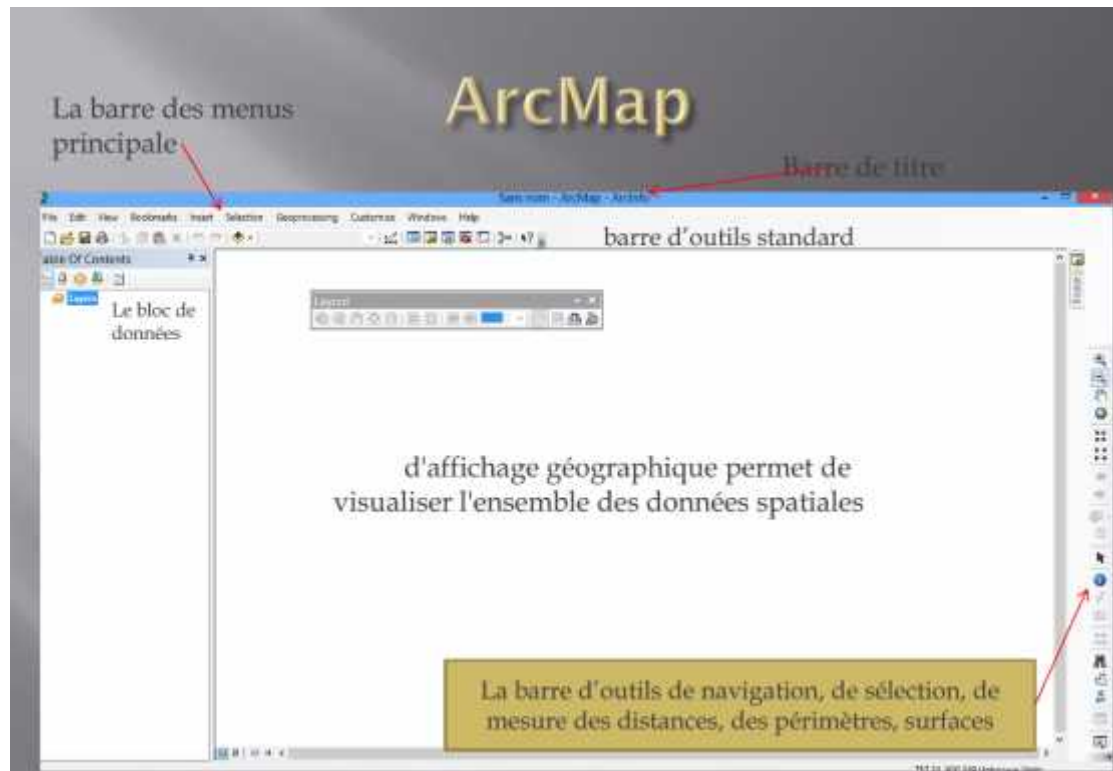 ArcMap
La barre des menus
principale
Barre de titre
Sans nom - ArcMap - ArcInfo
File Edit View Bookmarks Insert Selection Geoprocessing Customize Windows Help
barre d'outils standard
able Of Contents
Layers
Le bloc de
données
Layout
Catalog
d'affichage géographique permet de
visualiser l'ensemble des données spatiales
La barre d'outils de navigation, de sélection, de
mesure des distances, des périmètres, surfaces